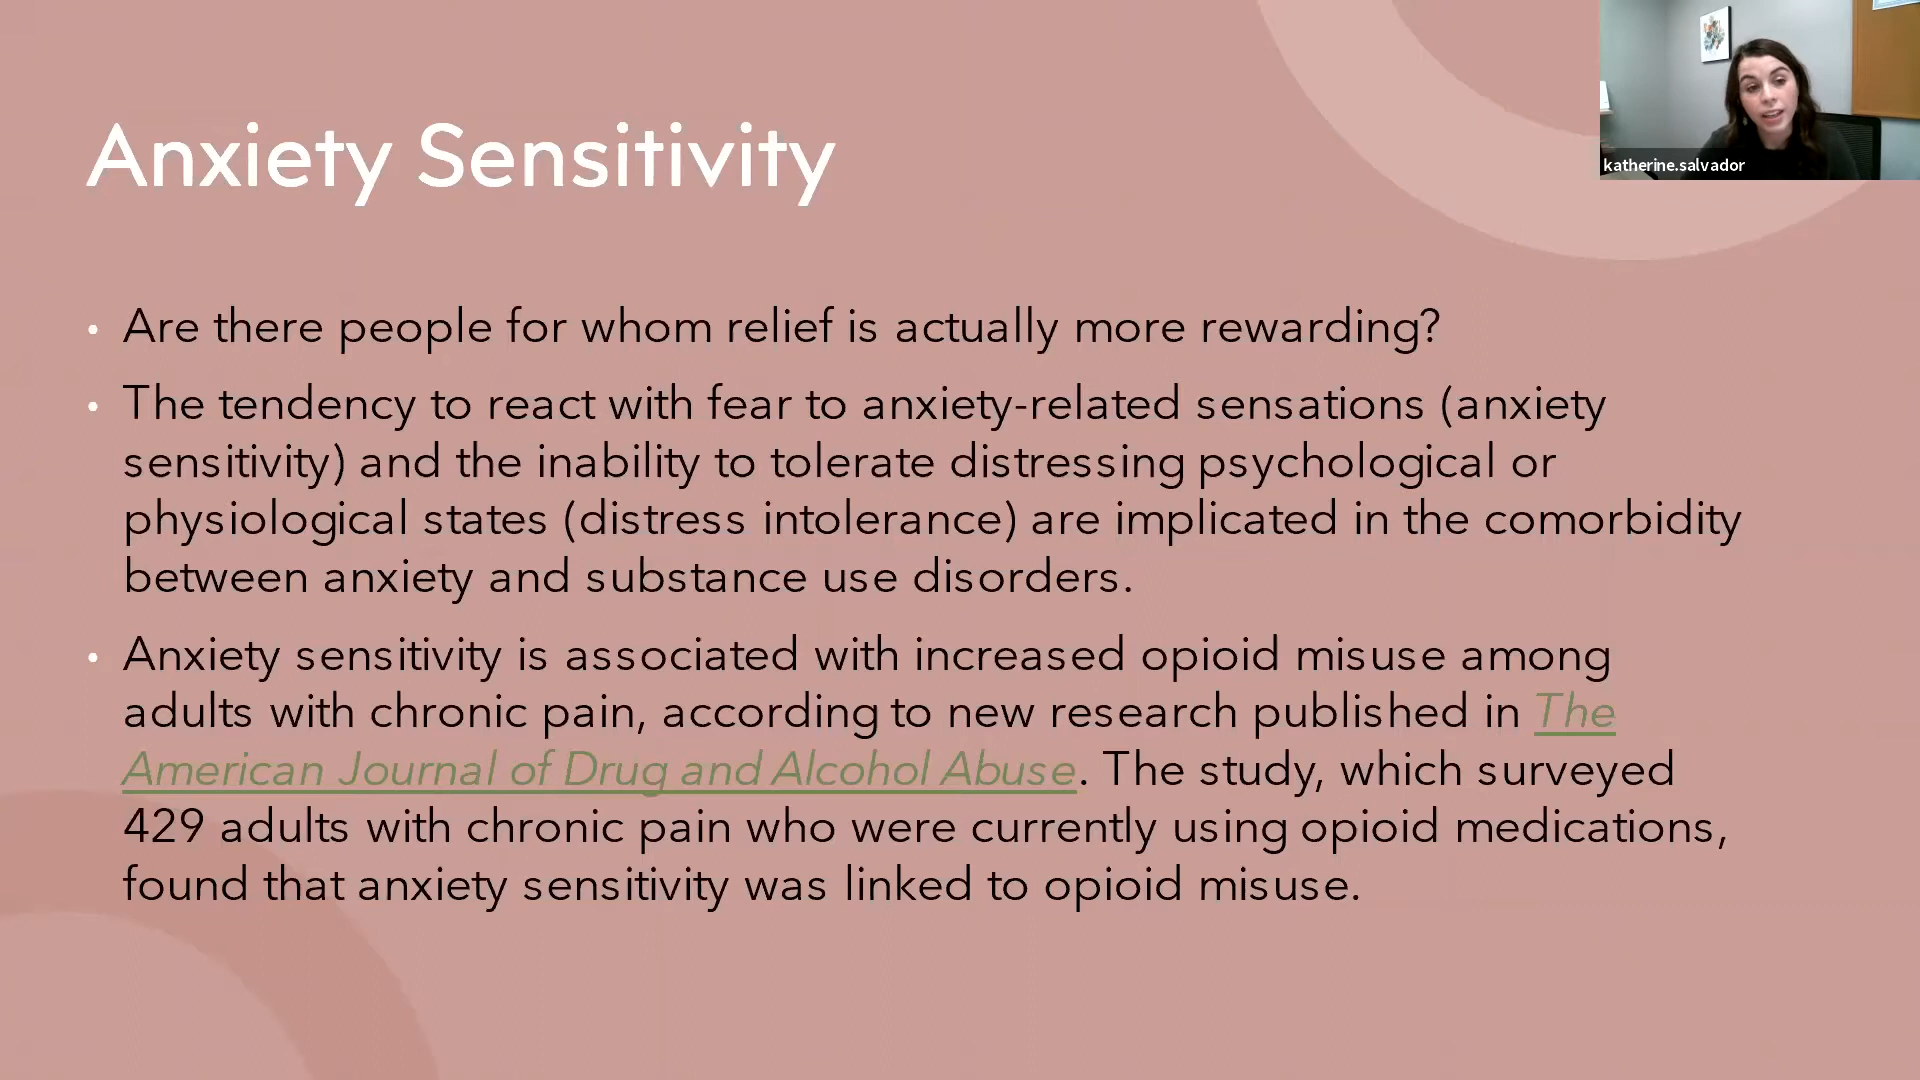 katherine.salvador
Anxiety Sensitivity
• Are there people for whom relief is actually more rewarding?
• The tendency to react with fear to anxiety-related sensations (anxiety
sensitivity) and the inability to tolerate distressing psychological or
physiological states (distress intolerance) are implicated in the comorbidity
between anxiety and substance use disorders.
• Anxiety sensitivity is associated with increased opioid misuse among
adults with chronic pain, according to new research published in The
American Journal of Drug and Alcohol Abuse. The study, which surveyed
429 adults with chronic pain who were currently using opioid medications,
found that anxiety sensitivity was linked to opioid misuse.